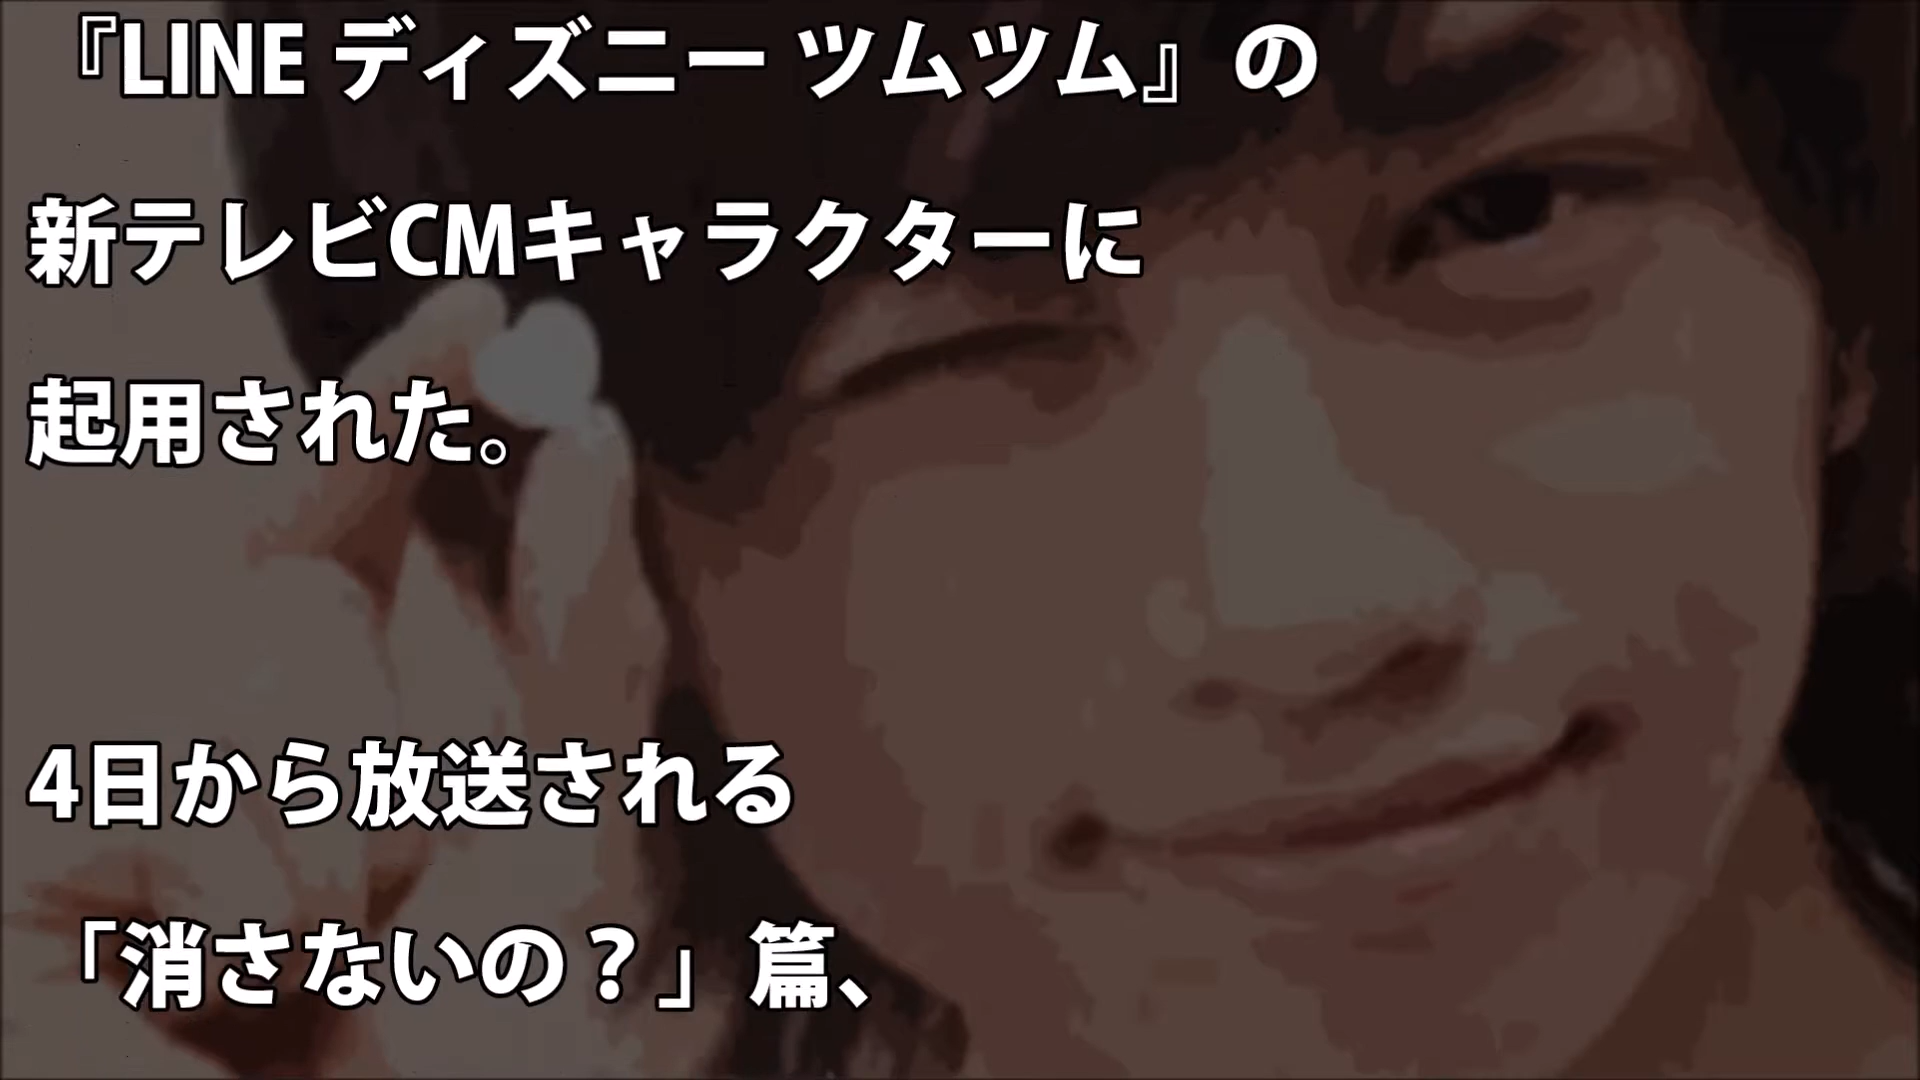 『LINE ディズニー ツムツム』の
新テレビCMキャラクターに
起用された。
4日から放送される
「消さないの？」篇、